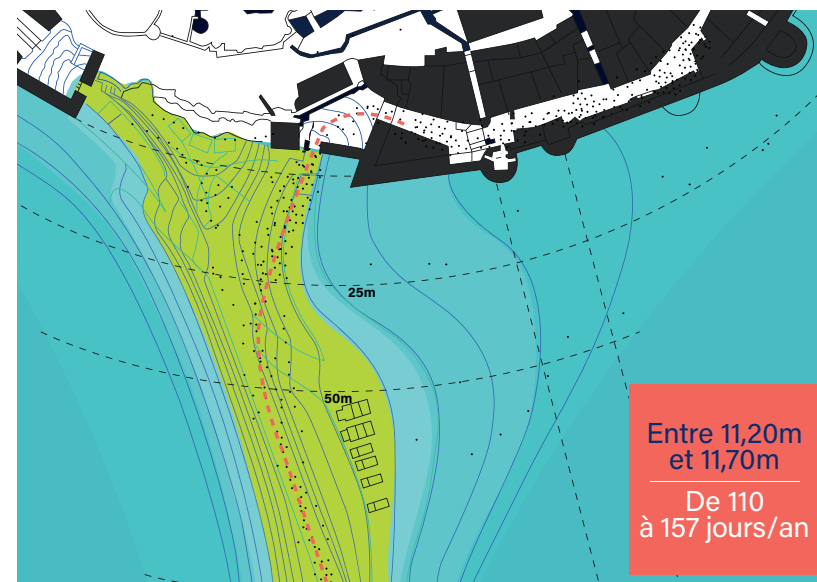 25m
50m
Entre 11,20m
et 11,70m
De 110
à 157 jours/an